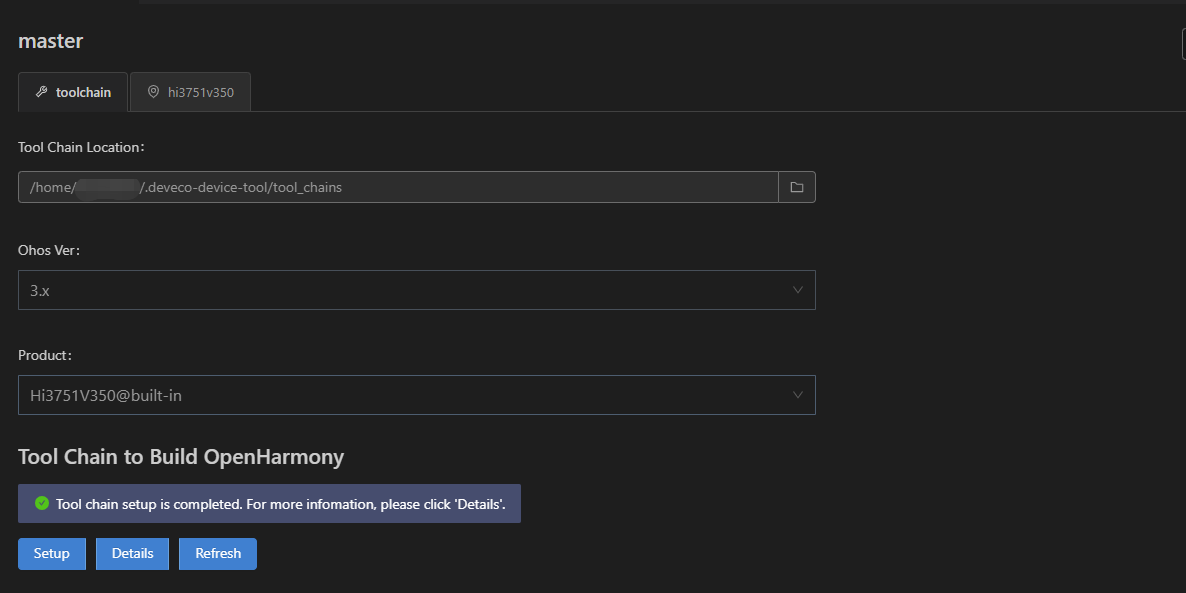 master
toolchain
hi3751v350
Tool Chain Location:
/home/ /.deveco-device-tool/tool_chains
Ohos Ver:
3.x
Product:
Hi3751V350@built-in
Tool Chain to Build OpenHarmony
Tool chain setup is completed. For more infomation, please click 'Details'.
Setup
Details
Refresh